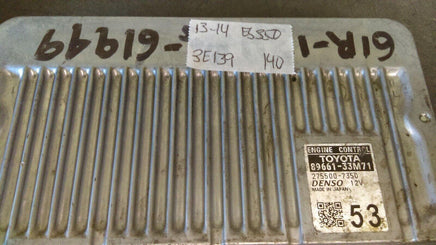 13-14 ES350
3E139 140
61R-1
S-61949
ENGINE CONTROL
TOYOTA
89661-33M71
275500-7350
DENSO 12V
MADE IN JAPAN
53